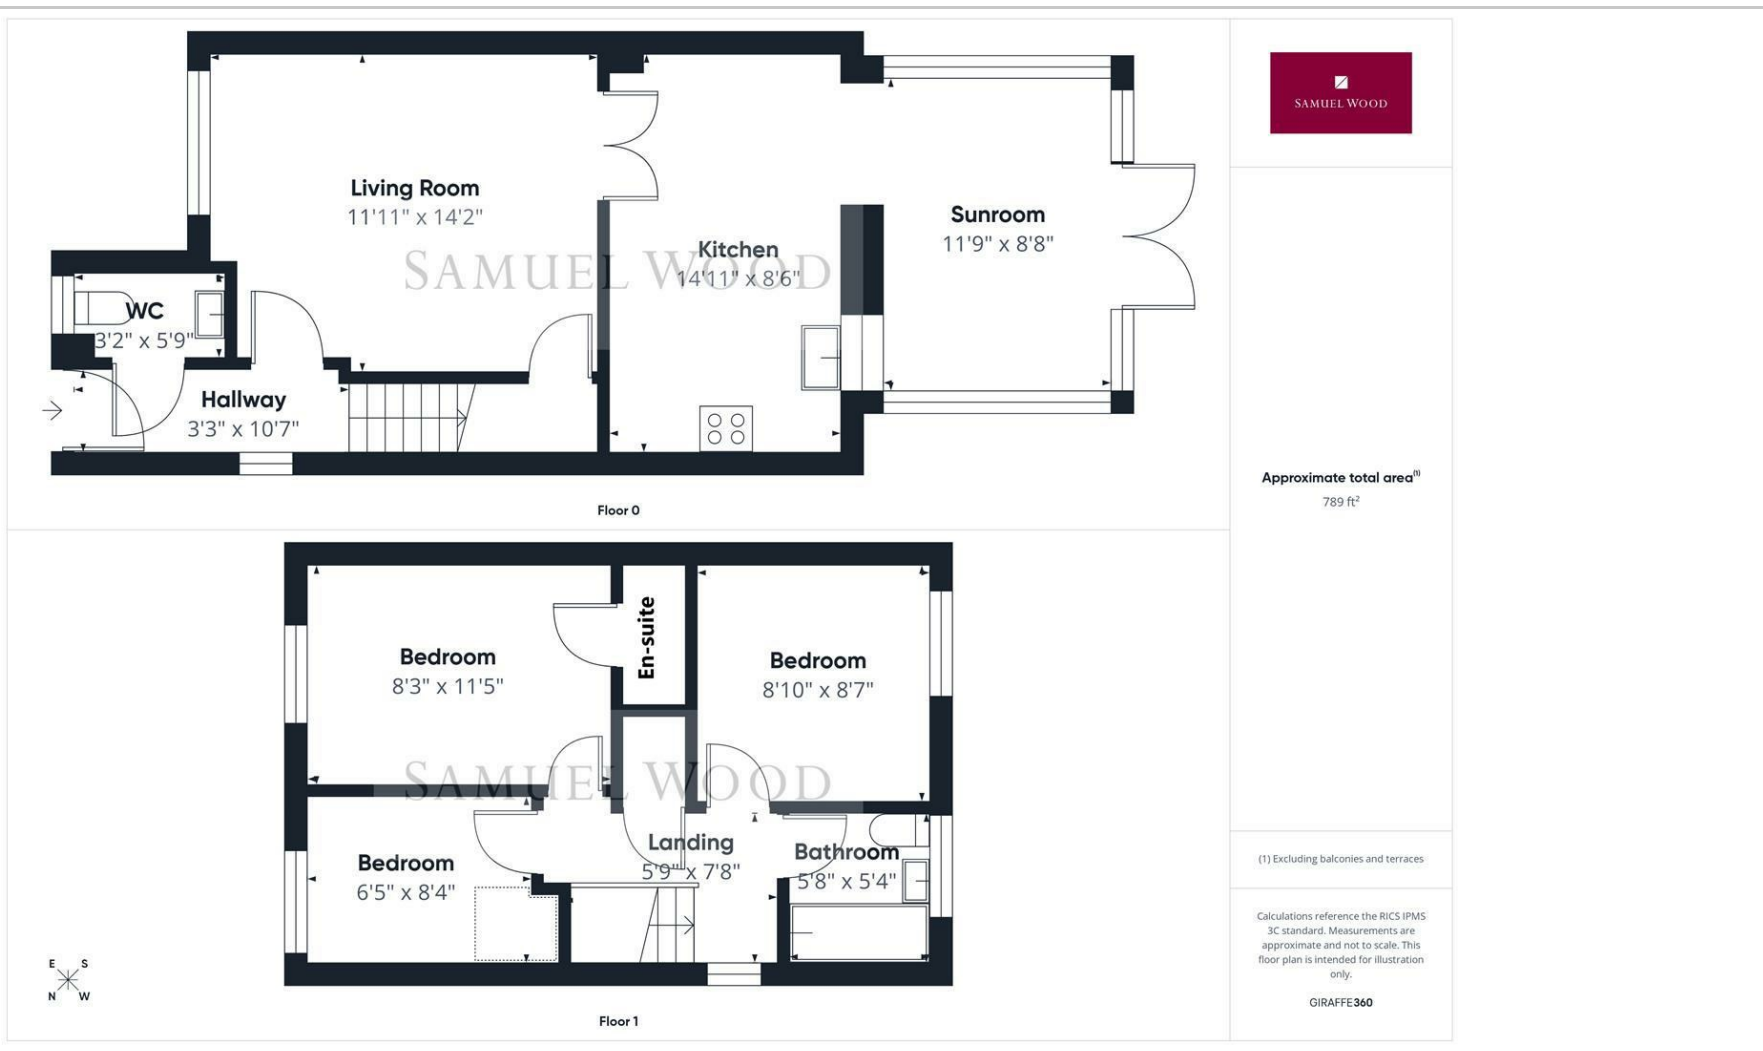 SAMUEL WOOD
Living Room
11'11" x 14'2"
Sunroom
11'9" x 8'8"
Kitchen
14'11" x 8'6"
SAMUEL WOOD
WC
3'2" x 5'9"
Hallway
3'3" x 10'7"
Floor 0
Approximate total area(1)
789 ft²
En-suite
Bedroom
8'3" x 11'5"
Bedroom
8'10" x 8'7"
SAMUEL WOOD
Landing
5'9" x 7'8"
Bathroom
5'8" x 5'4"
Bedroom
6'5" x 8'4"
E S
N W
Floor 1
(1) Excluding balconies and terraces
Calculations reference the RICS IPMS
3C standard. Measurements are
approximate and not to scale. This
floor plan is intended for illustration
only.
GIRAFFE360